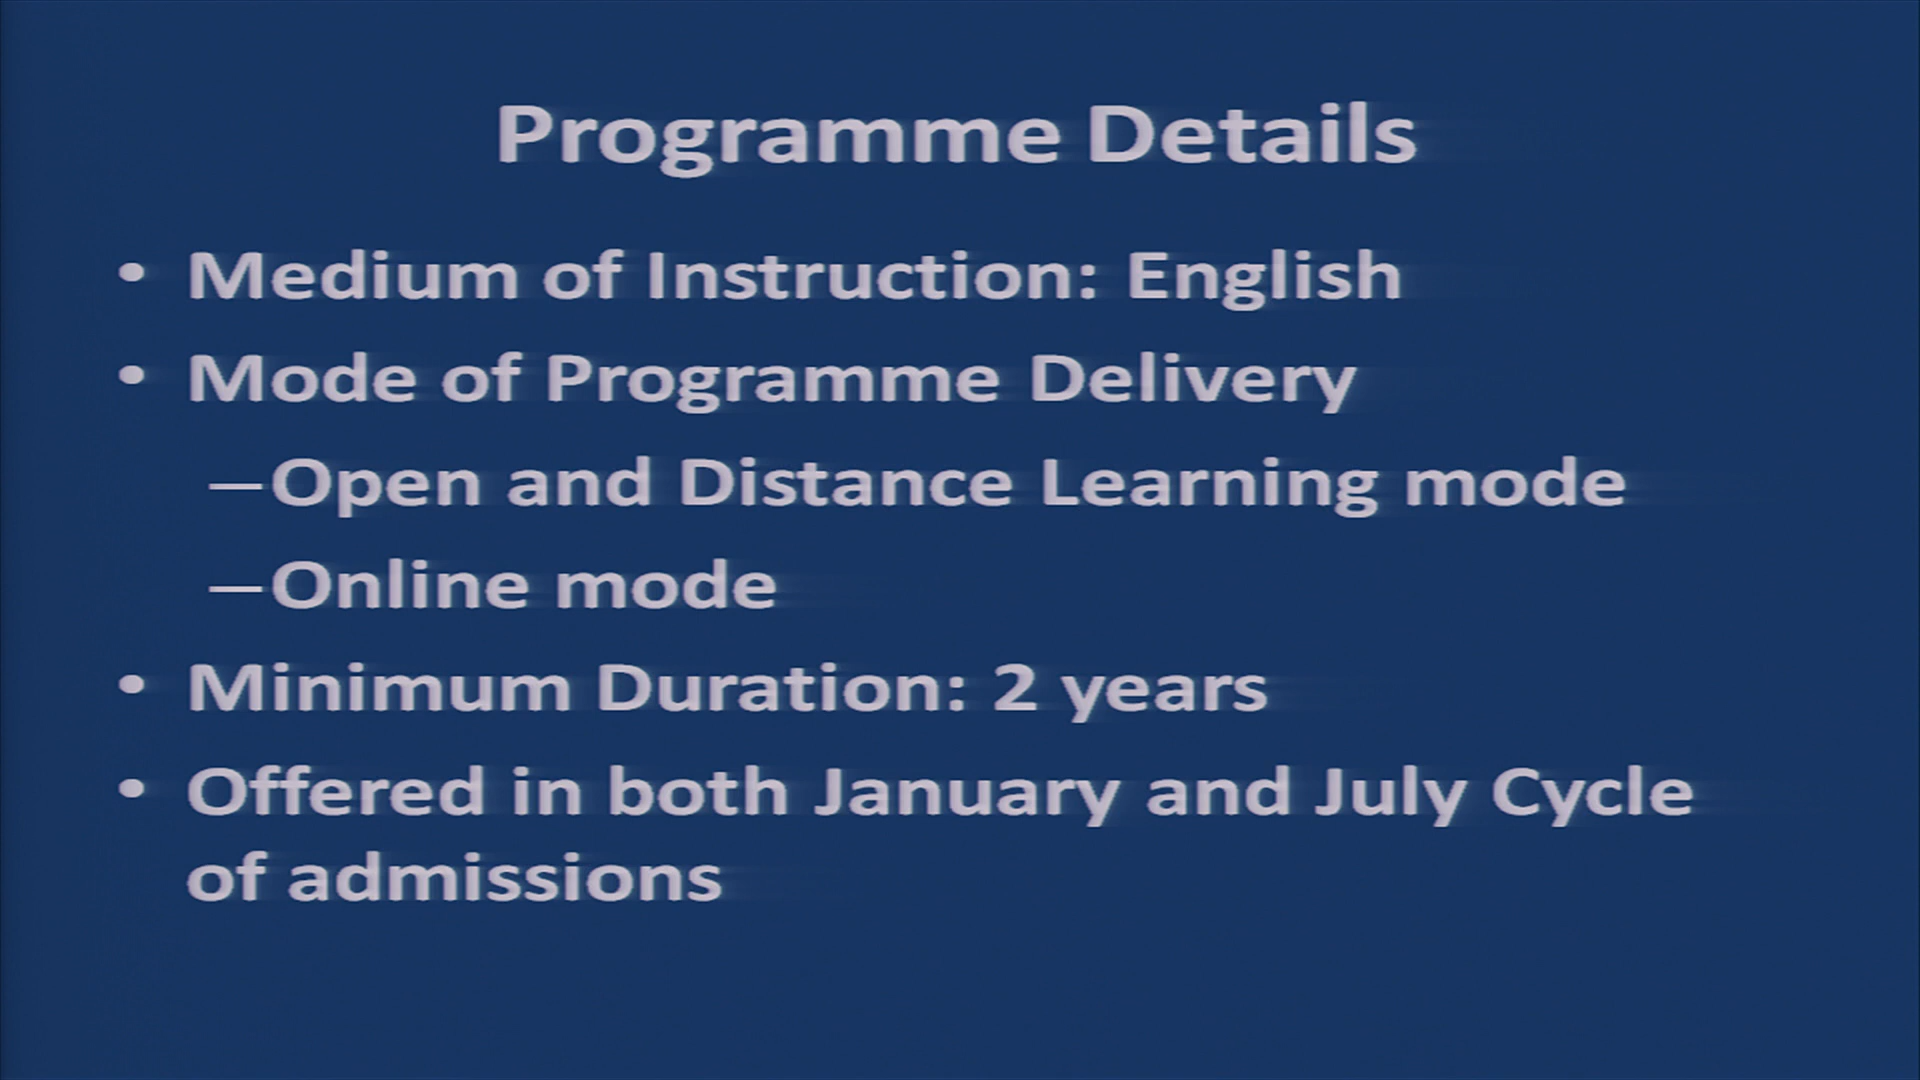 Programme Details
• Medium of Instruction: English
• Mode of Programme Delivery
–Open and Distance Learning mode
–Online mode
• Minimum Duration: 2 years
• Offered in both January and July Cycle
of admissions